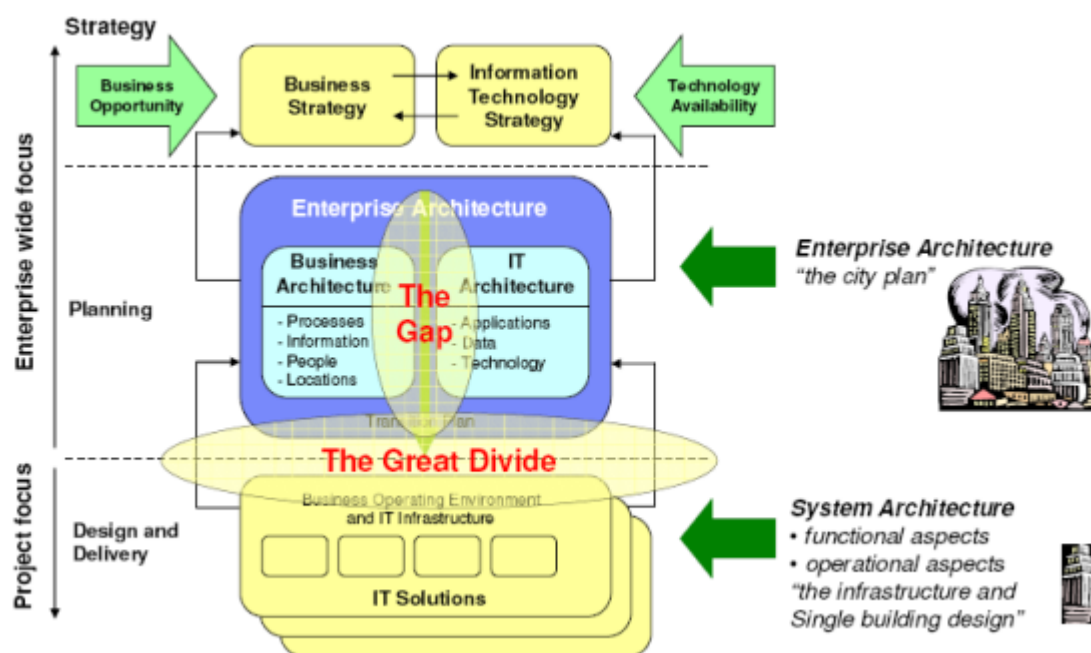 Strategy
Business
Opportunity
Business
Strategy
Information
Technology
Strategy
Technology
Availability
Enterprise wide focus
Planning
Enterprise Architecture
Business
Architecture
- Processes
- Information
- People
- Locations
IT
Architecture
- Applications
- Data
- Technology
The
Gap
Transition Plan
The Great Divide
Enterprise Architecture
“the city plan”
Project focus
Design and
Delivery
Business Operating Environment
and IT Infrastructure
IT Solutions
System Architecture
• functional aspects
• operational aspects
“the infrastructure and
Single building design”